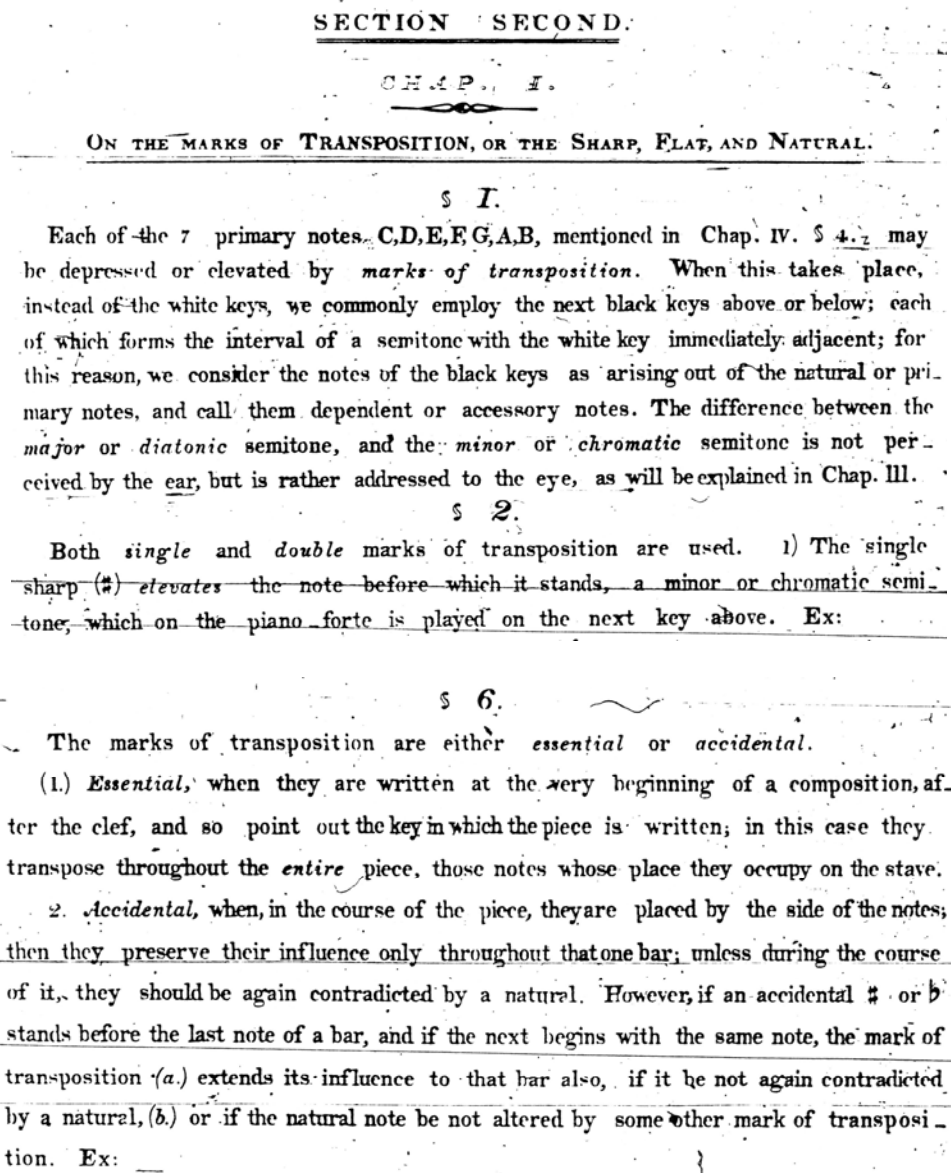 SECTION SECOND.
CHAP. I.
ON THE MARKS OF TRANSPOSITION, OR THE SHARP, FLAT, AND NATURAL.
§ 1.
Each of the 7 primary notes C,D,E,F,G,A,B, mentioned in Chap. IV. § 4. may
be depressed or elevated by marks of transposition. When this takes place,
instead of the white keys, we commonly employ the next black keys above or below; each
of which forms the interval of a semitone with the white key immediately adjacent; for
this reason, we consider the notes of the black keys as arising out of the natural or pri-
mary notes, and call them dependent or accessory notes. The difference between the
major or diatonic semitone, and the minor or chromatic semitone is not per-
ceived by the ear, but is rather addressed to the eye, as will be explained in Chap. III.
§ 2.
Both single and double marks of transposition are used. 1) The single
sharp (♯) elevates the note before which it stands, a minor or chromatic semi-
tone, which on the piano-forte is played on the next key above. Ex:
§ 6.
The marks of transposition are either essential or accidental.
(1.) Essential, when they are written at the very beginning of a composition, af-
ter the clef, and so point out the key in which the piece is written; in this case they
transpose throughout the entire piece, those notes whose place they occupy on the stave.
2. Accidental, when, in the course of the piece, they are placed by the side of the notes;
then they preserve their influence only throughout that one bar; unless during the course
of it, they should be again contradicted by a natural. However, if an accidental ♯ or ♭
stands before the last note of a bar, and if the next begins with the same note, the mark of
transposition (a.) extends its influence to that bar also, if it be not again contradicted
by a natural, (b.) or if the natural note be not altered by some other mark of transposi-
tion. Ex: